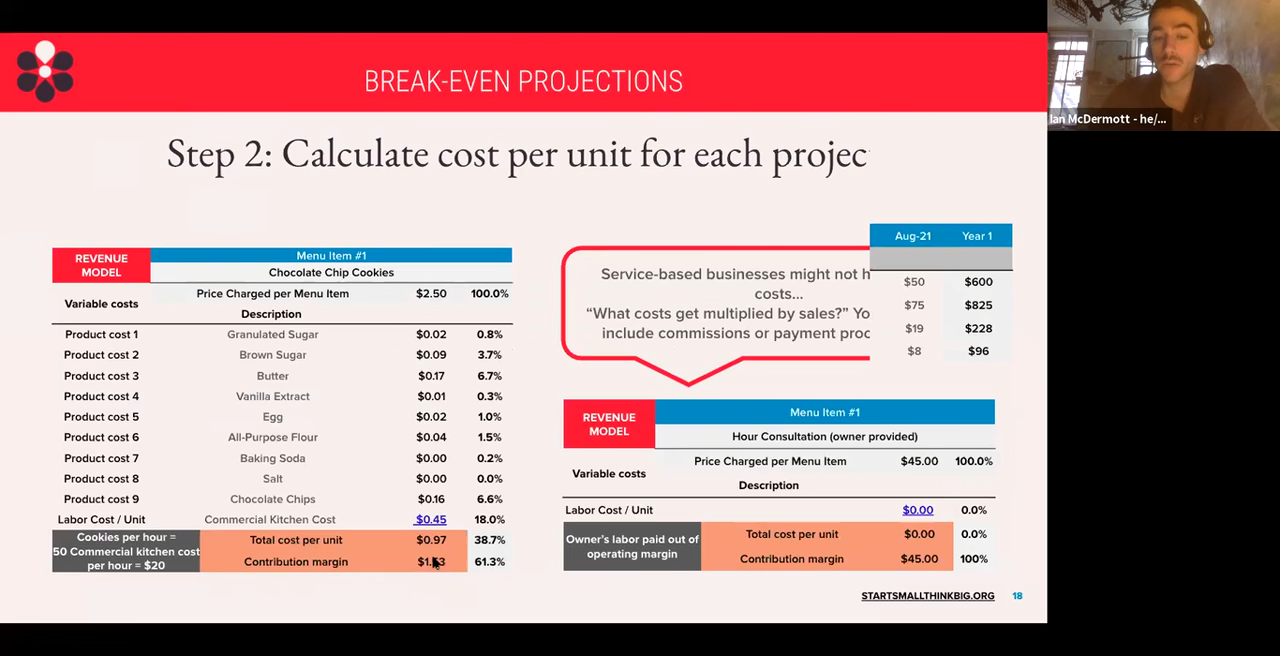 BREAK-EVEN PROJECTIONS
Ian McDermott - he/...
Step 2: Calculate cost per unit for each projec
REVENUE MODEL
Menu Item #1
Chocolate Chip Cookies
Variable costs
Price Charged per Menu Item $2.50 100.0%
Description
Product cost 1 Granulated Sugar $0.02 0.8%
Product cost 2 Brown Sugar $0.09 3.7%
Product cost 3 Butter $0.17 6.7%
Product cost 4 Vanilla Extract $0.01 0.3%
Product cost 5 Egg $0.02 1.0%
Product cost 6 All-Purpose Flour $0.04 1.5%
Product cost 7 Baking Soda $0.00 0.2%
Product cost 8 Salt $0.00 0.0%
Product cost 9 Chocolate Chips $0.16 6.6%
Labor Cost / Unit Commercial Kitchen Cost $0.45 18.0%
Cookies per hour =
50 Commercial kitchen cost
per hour = $20
Total cost per unit $0.97 38.7%
Contribution margin 61.3%
Service-based businesses might not h
costs...
“What costs get multiplied by sales?” Yo
include commissions or payment proc
Aug-21 Year 1
$50 $600
$75 $825
$19 $228
$8 $96
REVENUE MODEL
Menu Item #1
Hour Consultation (owner provided)
Variable costs
Price Charged per Menu Item $45.00 100.0%
Description
Labor Cost / Unit $0.00 0.0%
Owner's labor paid out of
operating margin
Total cost per unit $0.00 0.0%
Contribution margin $45.00 100%
STARTSMALLTHINKBIG.ORG 18